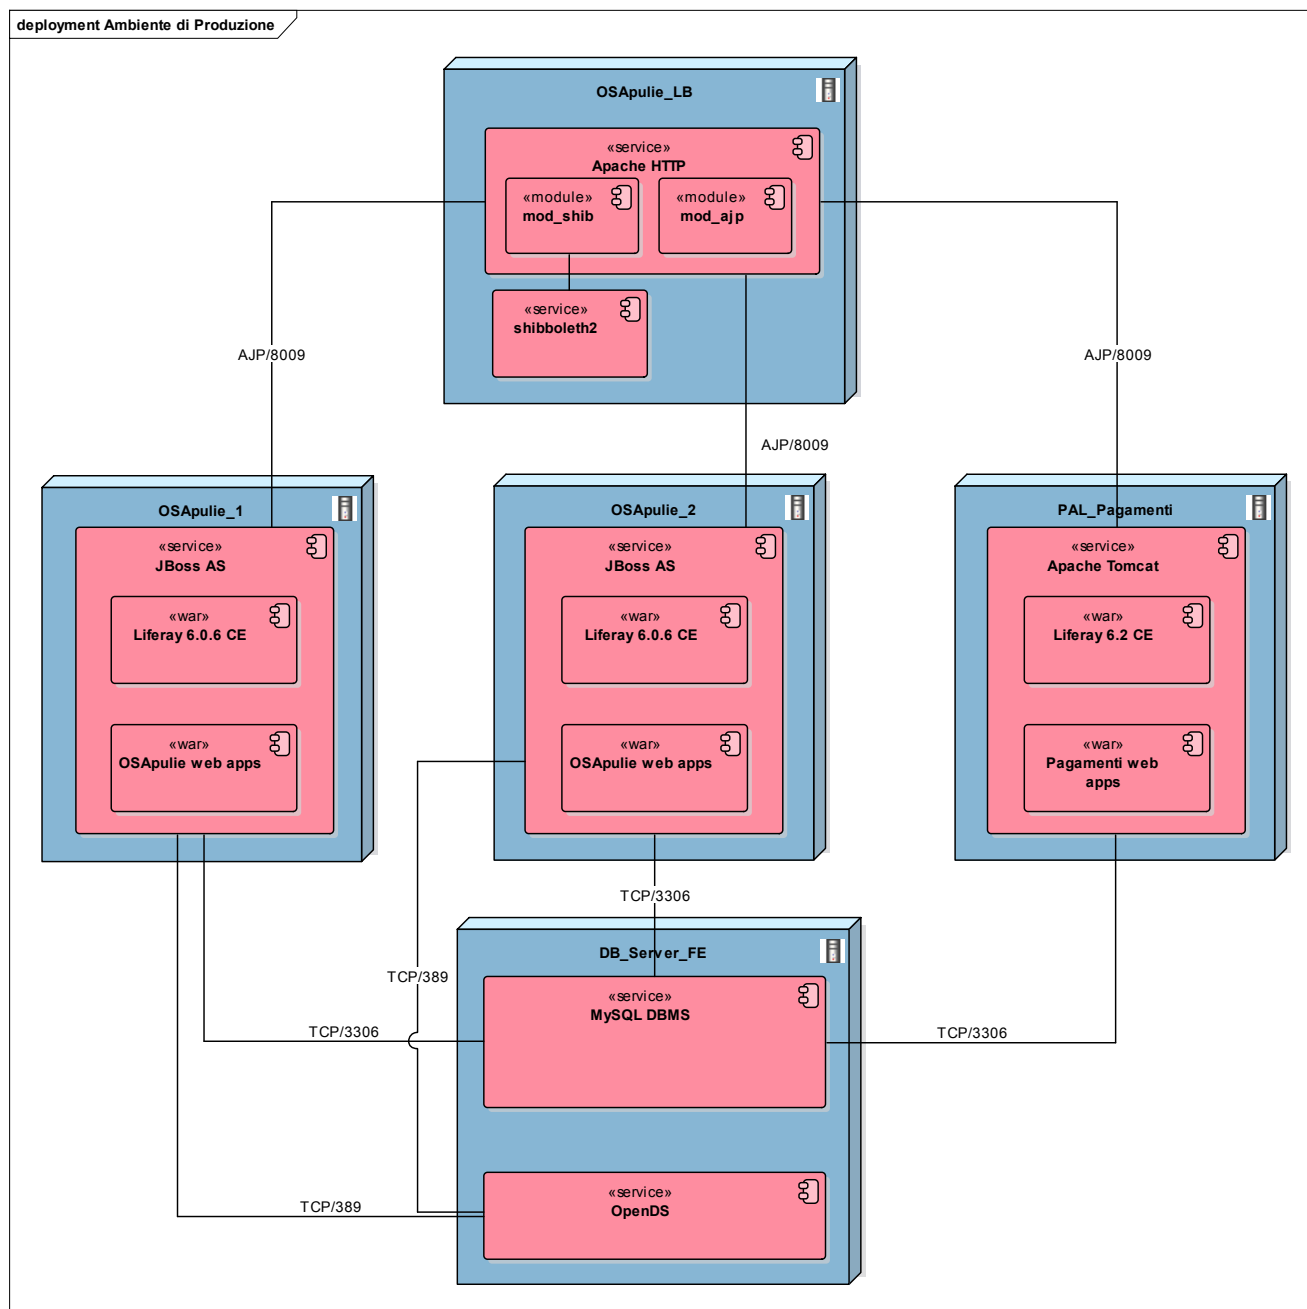 deployment Ambiente di Produzione
OSApulie_LB
«service»
Apache HTTP
«module»
mod_shib
«module»
mod_ajp
«service»
shibboleth2
AJP/8009
AJP/8009
AJP/8009
OSApulie_1
«service»
JBoss AS
«war»
Liferay 6.0.6 CE
«war»
OSApulie web apps
OSApulie_2
«service»
JBoss AS
«war»
Liferay 6.0.6 CE
«war»
OSApulie web apps
PAL_Pagamenti
«service»
Apache Tomcat
«war»
Liferay 6.2 CE
«war»
Pagamenti web
apps
TCP/3306
DB_Server_FE
TCP/389
«service»
MySQL DBMS
TCP/3306
TCP/3306
«service»
OpenDS
TCP/389